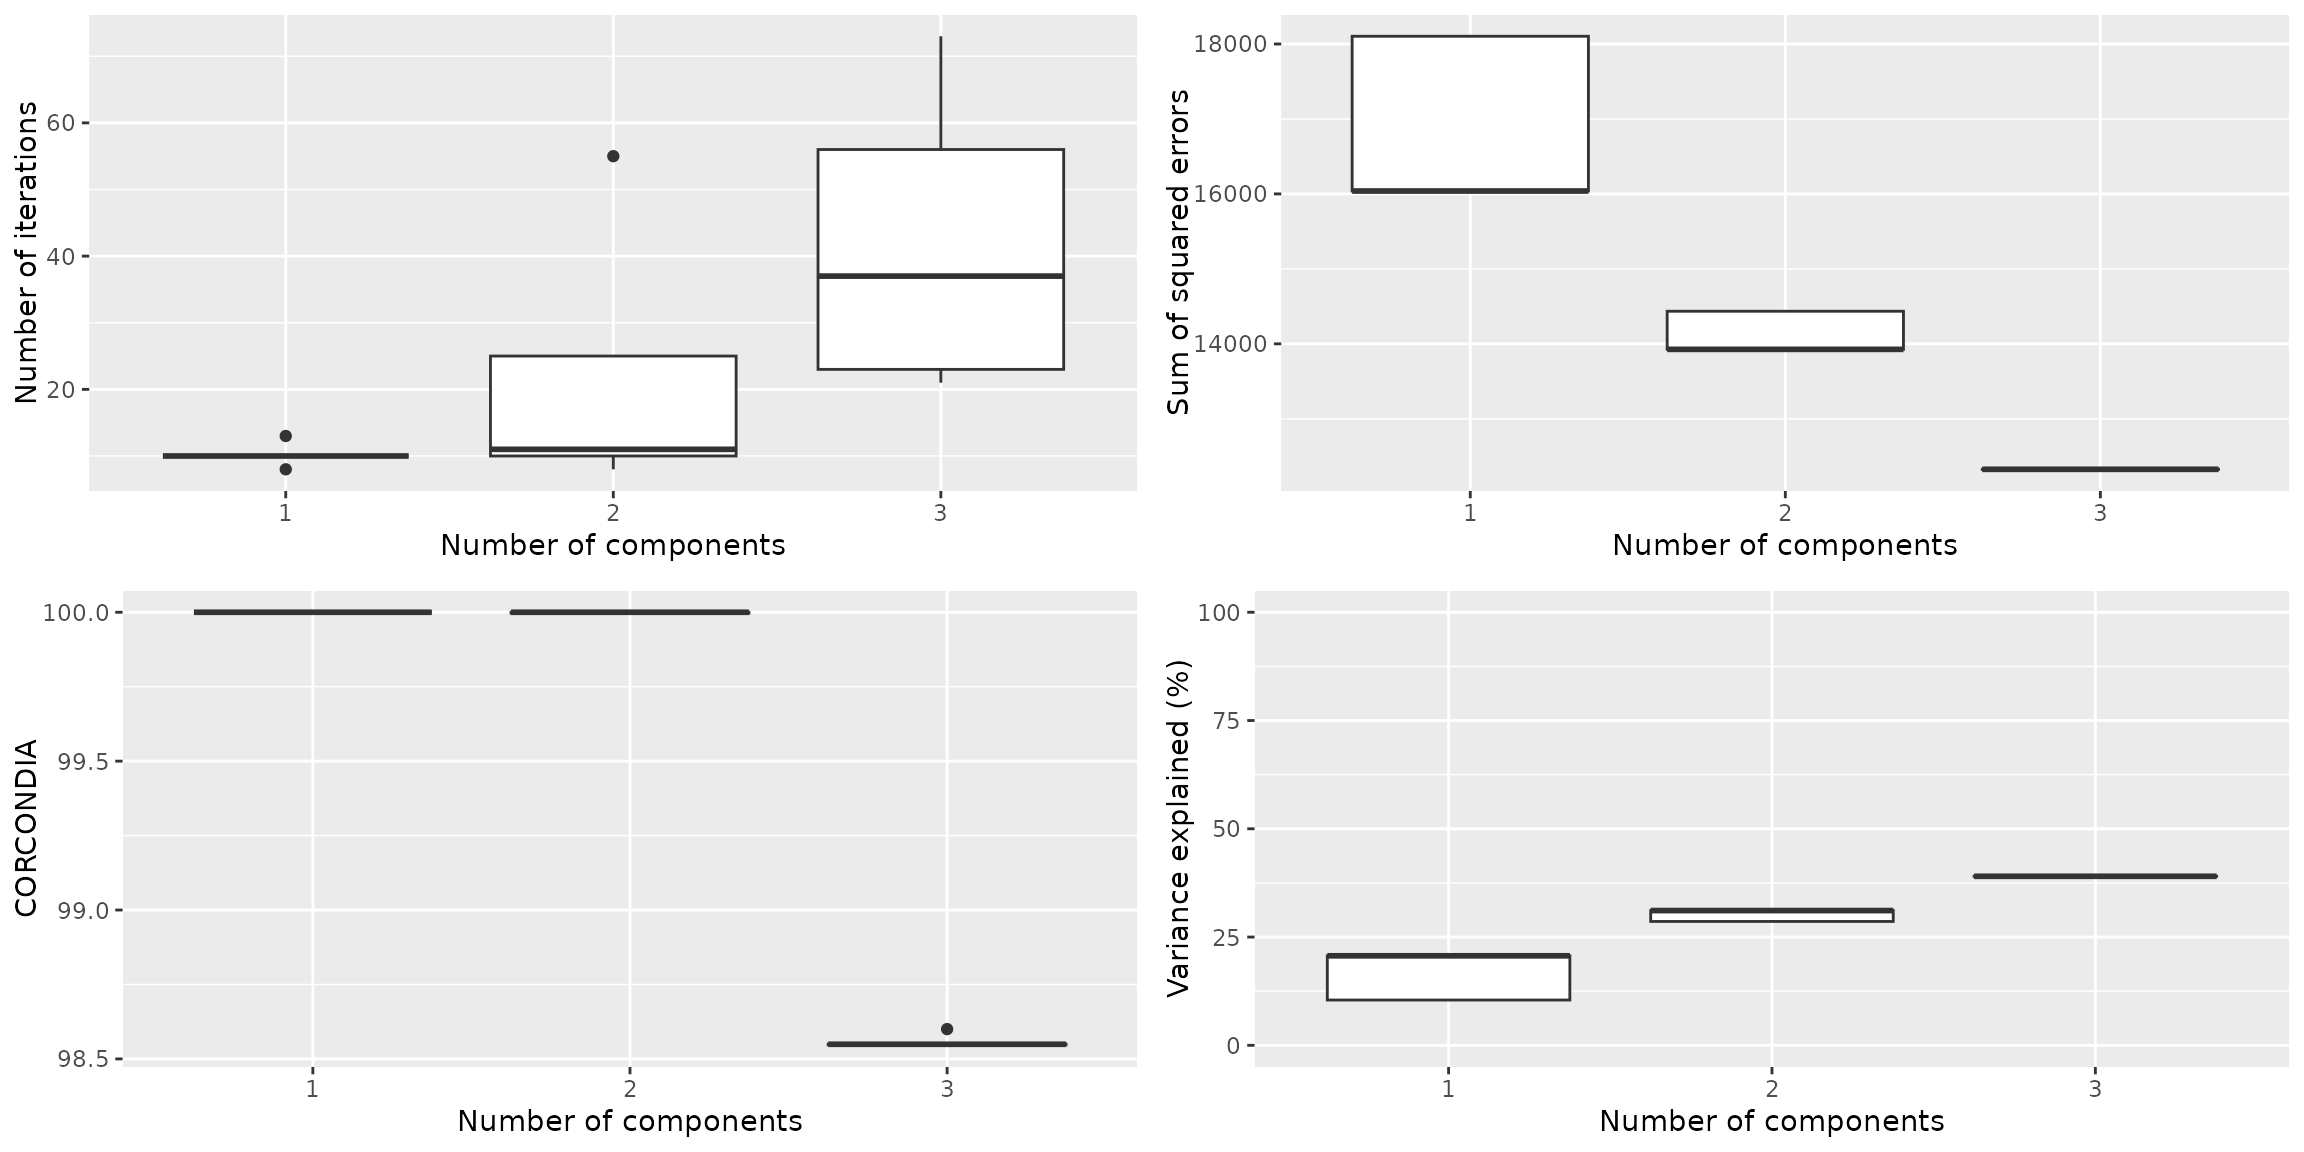 Number of iterations
60
40
20
1 2 3
Number of components
Sum of squared errors
18000
16000
14000
1 2 3
Number of components
CORCONDIA
100.0
99.5
99.0
98.5
1 2 3
Number of components
Variance explained (%)
100
75
50
25
0
1 2 3
Number of components